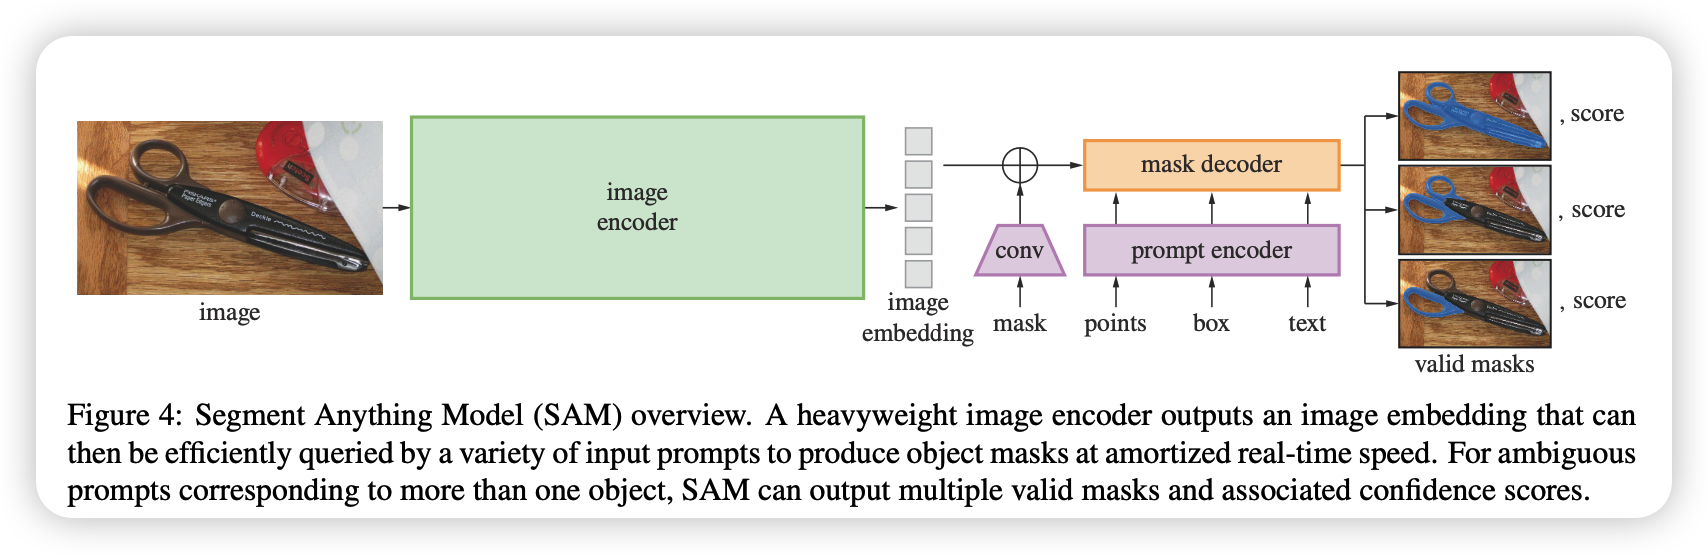 image
image
encoder
image
embedding
conv
mask
prompt encoder
points
box
text
mask decoder
, score
, score
, score
valid masks
Figure 4: Segment Anything Model (SAM) overview. A heavyweight image encoder outputs an image embedding that can
then be efficiently queried by a variety of input prompts to produce object masks at amortized real-time speed. For ambiguous
prompts corresponding to more than one object, SAM can output multiple valid masks and associated confidence scores.